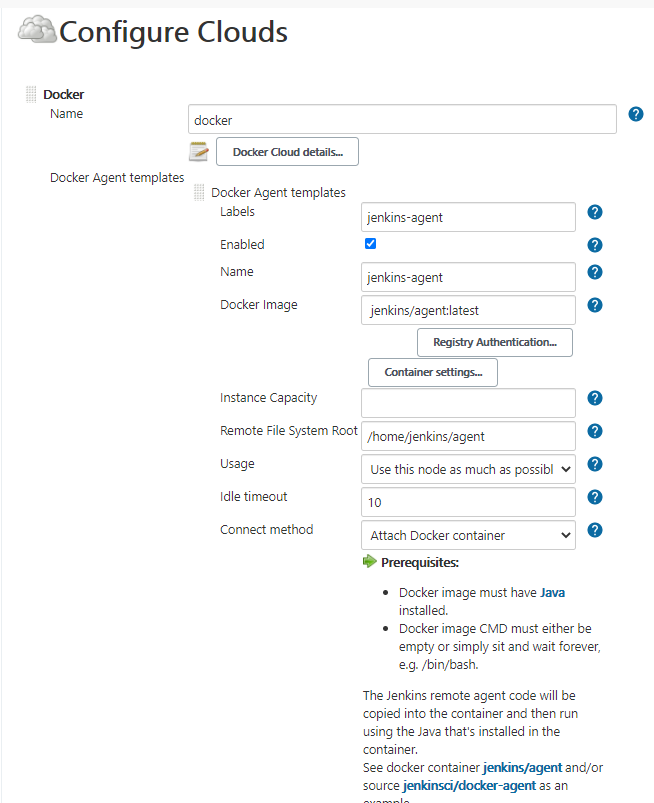 Configure Clouds
Docker
Name
docker
Docker Cloud details...
Docker Agent templates
Docker Agent templates
Labels
jenkins-agent
Enabled
Name
jenkins-agent
Docker Image
jenkins/agent:latest
Registry Authentication...
Container settings...
Instance Capacity
Remote File System Root
/home/jenkins/agent
Usage
Use this node as much as possibl
Idle timeout
10
Connect method
Attach Docker container
Prerequisites:
• Docker image must have Java
installed.
• Docker image CMD must either be
empty or simply sit and wait forever,
e.g. /bin/bash.
The Jenkins remote agent code will be
copied into the container and then run
using the Java that's installed in the
container.
See docker container jenkins/agent and/or
source jenkinsci/docker-agent as an
example.